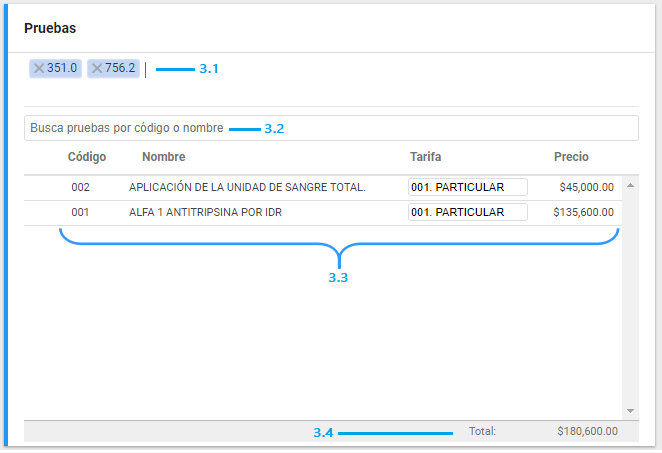 Pruebas
351.0 756.2 3.1
Busca pruebas por código o nombre 3.2
Código Nombre Tarifa Precio
002 APLICACIÓN DE LA UNIDAD DE SANGRE TOTAL. 001. PARTICULAR $45,000.00
001 ALFA 1 ANTITRIPSINA POR IDR 001. PARTICULAR $135,600.00
3.3
3.4 Total: $180,600.00